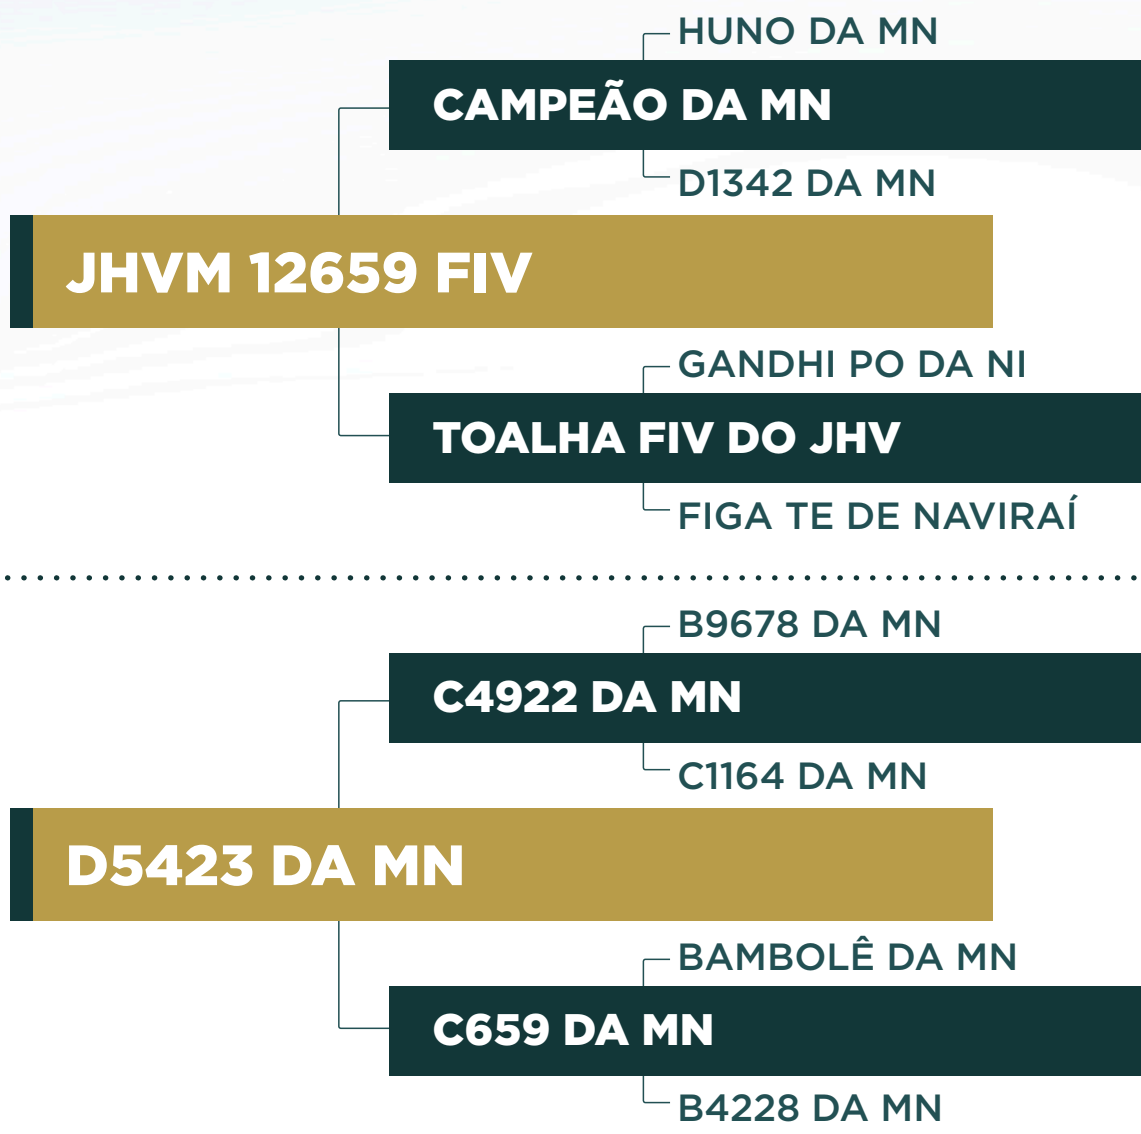 HUNO DA MN
CAMPEÃO DA MN
D1342 DA MN
JHVM 12659 FIV
GANDHI PO DA NI
TOALHA FIV DO JHV
FIGA TE DE NAVIRAÍ
B9678 DA MN
C4922 DA MN
C1164 DA MN
D5423 DA MN
BAMBOLÊ DA MN
C659 DA MN
B4228 DA MN